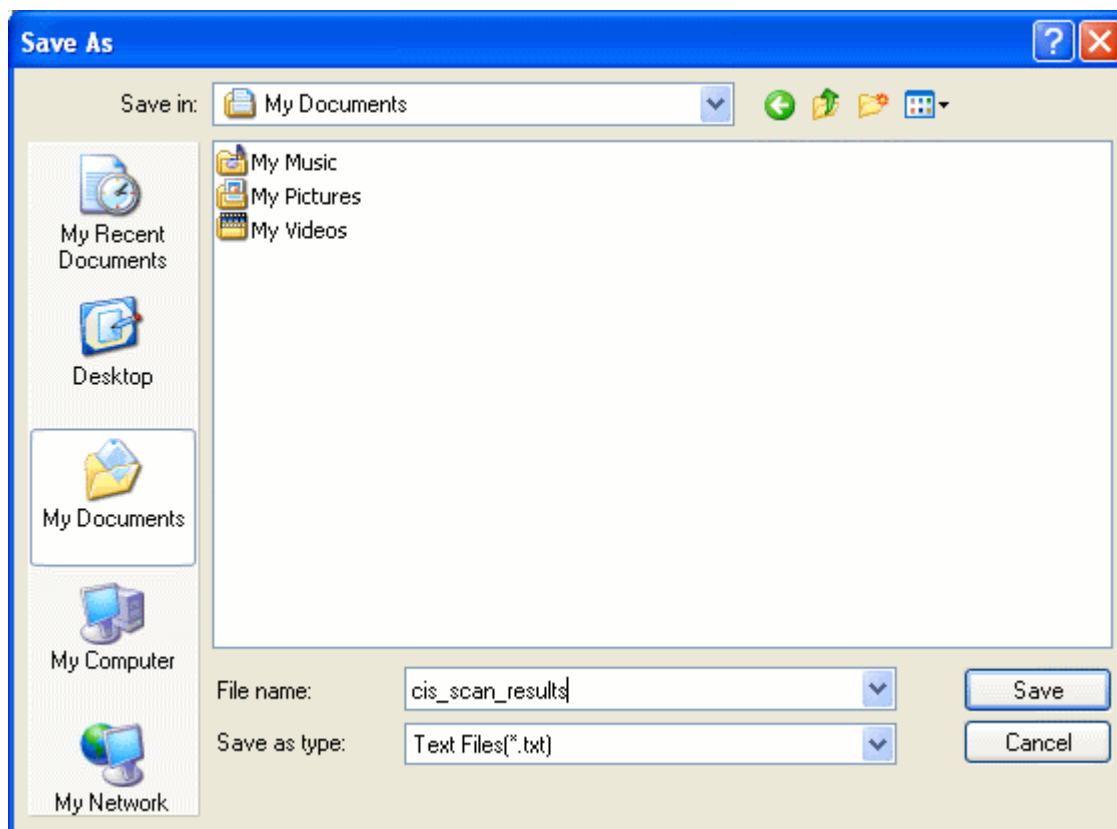 Save As
Save in: My Documents
My Music
My Pictures
My Videos
My Recent
Documents
Desktop
My Documents
My Computer
My Network
File name: cis_scan_results Save
Save as type: Text Files(*.txt) Cancel